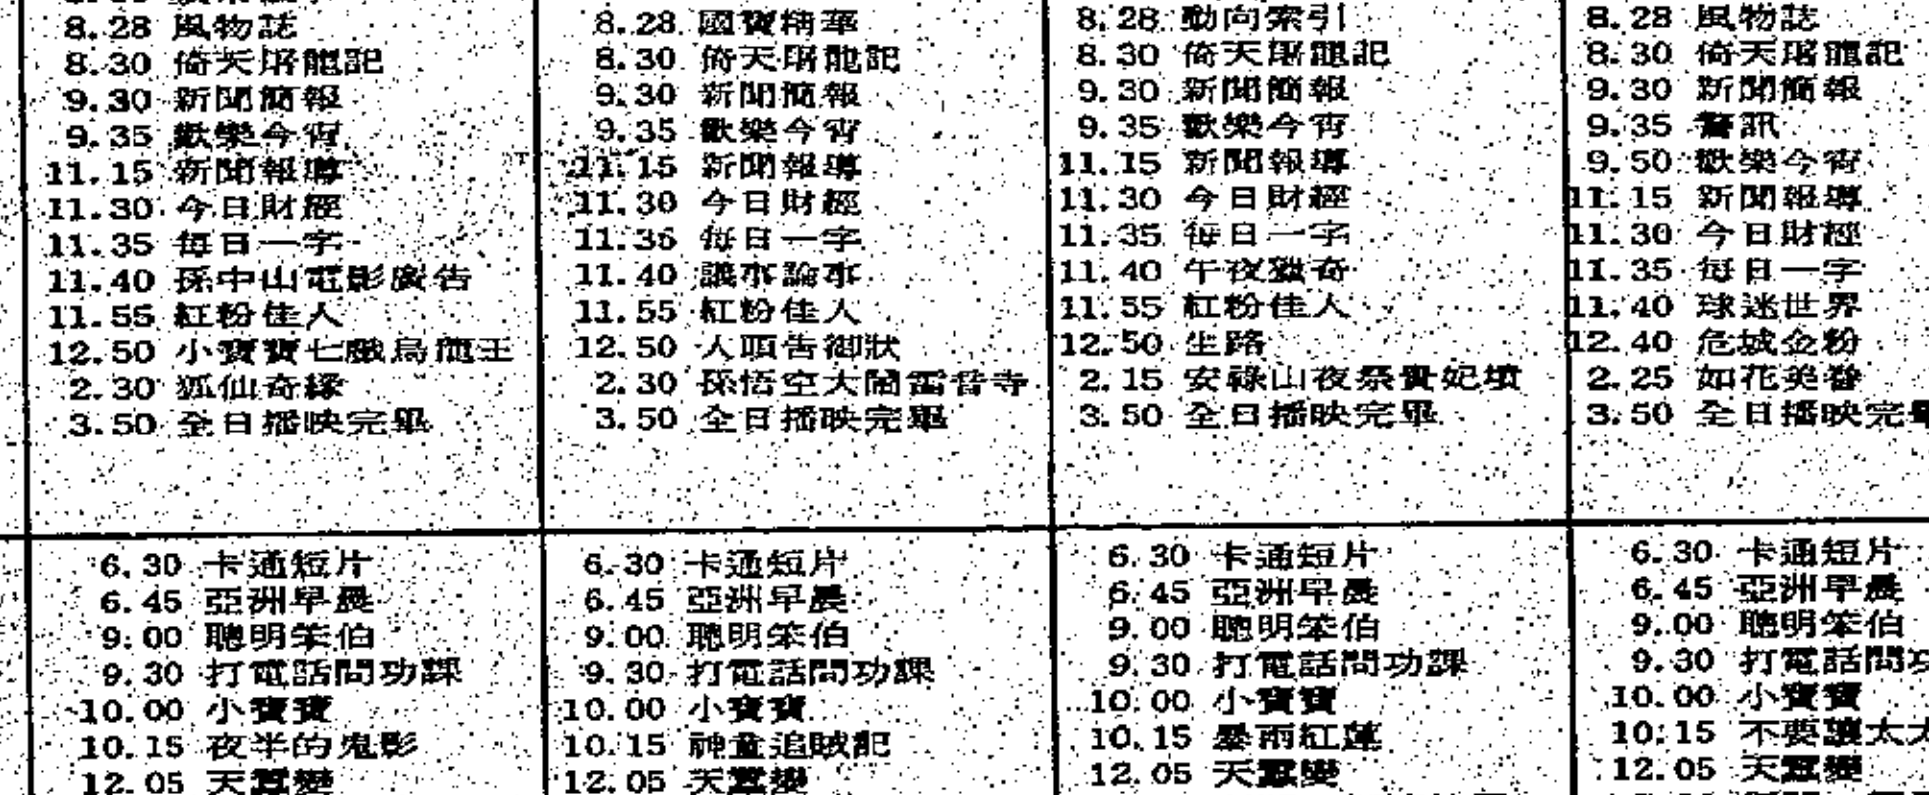 8.28 風物誌
8.30 倚天屠龍記
9.30 新聞簡報
9.35 歡樂今宵
11.15 新聞報導
11.30 今日財經
11.35 每日一字
11.40 孫中山電影廣告
11.55 紅粉佳人
12.50 小寶寶七戲烏龍王
2.30 狐仙奇緣
3.50 全日播映完畢
8.28 國寶精華
8.30 倚天屠龍記
9.30 新聞簡報
9.35 歡樂今宵
11.15 新聞報導
11.30 今日財經
11.35 每日一字
11.40 議事論事
11.55 紅粉佳人
12.50 人頭告御狀
2.30 孫悟空大鬧雷音寺
3.50 全日播映完畢
8.28 動向索引
8.30 倚天屠龍記
9.30 新聞簡報
9.35 歡樂今宵
11.15 新聞報導
11.30 今日財經
11.35 每日一字
11.40 午夜獵奇
11.55 紅粉佳人
12.50 生路
2.15 安祿山夜祭貴妃墳
3.50 全日播映完畢
8.28 風物誌
8.30 倚天屠龍記
9.30 新聞簡報
9.35 警訊
9.50 歡樂今宵
11.15 新聞報導
11.30 今日財經
11.35 每日一字
11.40 球迷世界
12.40 危城金粉
2.25 如花美眷
3.50 全日播映完畢
6.30 卡通短片
6.45 亞洲早晨
9.00 聰明笨伯
9.30 打電話問功課
10.00 小寶寶
10.15 夜半的鬼影
12.05 天蠶變
6.30 卡通短片
6.45 亞洲早晨
9.00 聰明笨伯
9.30 打電話問功課
10.00 小寶寶
10.15 神童追賊記
12.05 天蠶變
6.30 卡通短片
6.45 亞洲早晨
9.00 聰明笨伯
9.30 打電話問功課
10.00 小寶寶
10.15 暴雨紅蓮
12.05 天蠶變
6.30 卡通短片
6.45 亞洲早晨
9.00 聰明笨伯
9.30 打電話問功
10.00 小寶寶
10.15 不要讓太太
12.05 天蠶變